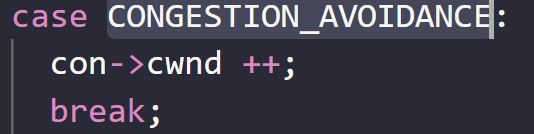 case CONGESTION_AVOIDANCE:
con->cwnd ++;
break;